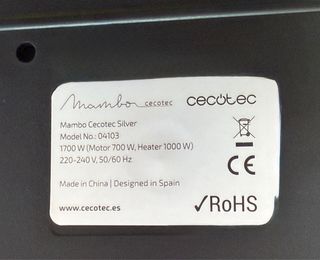 Mambo cecotec
cecotec
Mambo Cecotec Silver
Model No.: 04103
1700 W (Motor 700 W, Heater 1000 W)
220-240 V, 50/60 Hz
CE
Made in China | Designed in Spain
www.cecotec.es
✓RoHS